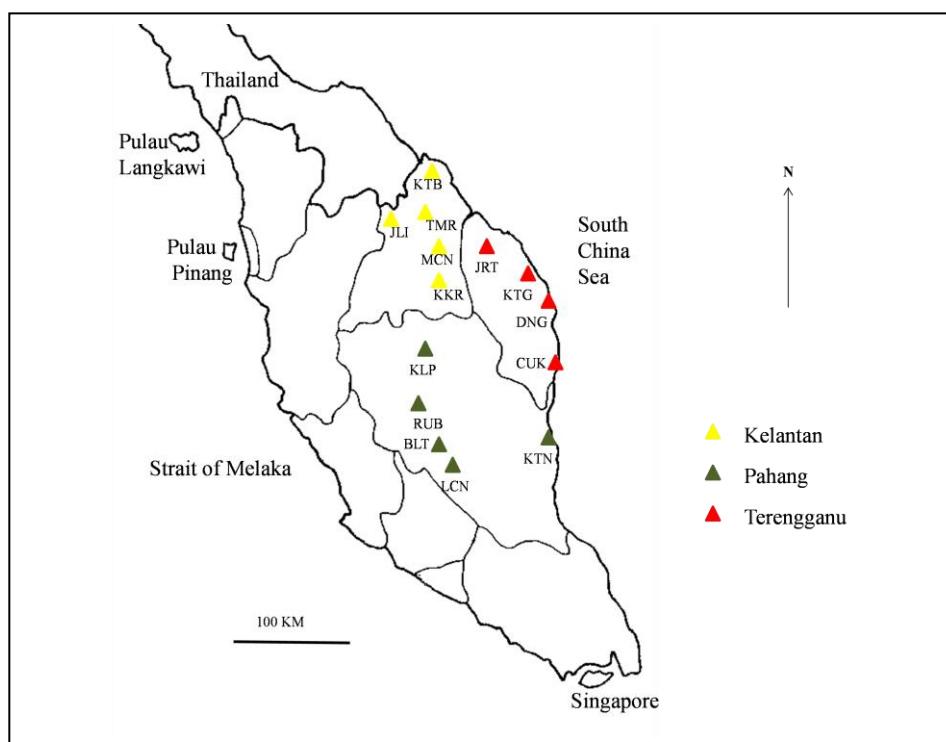 Thailand
Pulau
Langkawi
KTB
N
TMR
JLI
South
China
Sea
Pulau
Pinang
MCN
JRT
KKR
KTG
DNG
CUK
KLP
RUB
BLT
KTN
Kelantan
Strait of Melaka
LCN
Pahang
Terengganu
100 KM
Singapore